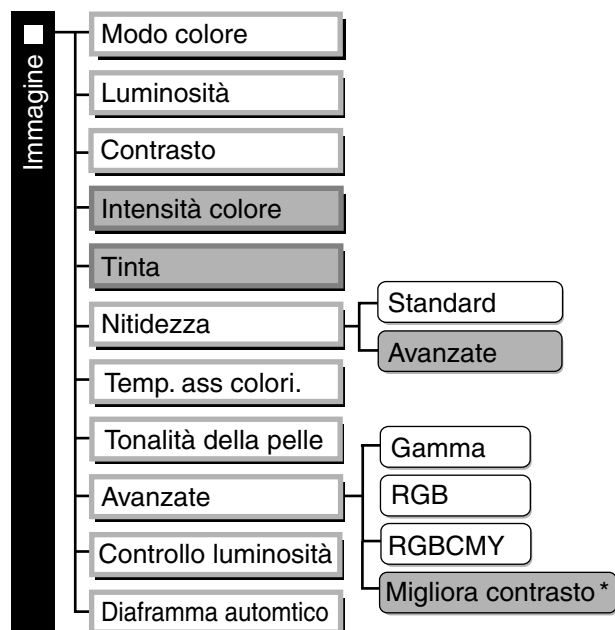 Immagine
Modo colore
Luminosità
Contrasto
Intensità colore
Tinta
Nitidezza
Standard
Avanzate
Temp. ass colori.
Tonalità della pelle
Avanzate
Gamma
RGB
RGBCMY
Migliora contrasto *
Controllo luminosità
Diaframma automtico